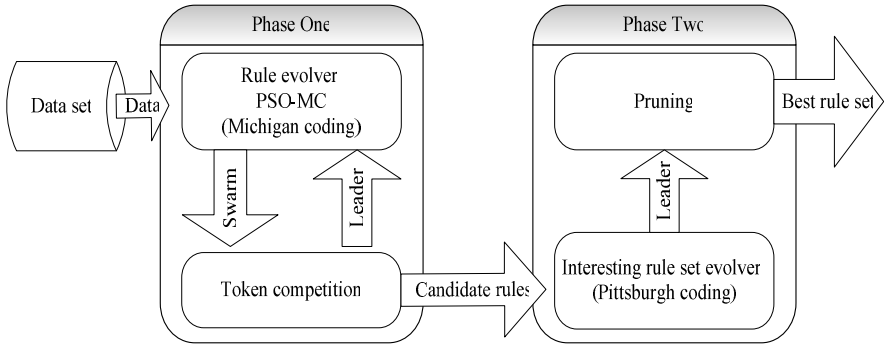 Phase One
Phase Two
Data set
Data
Rule evolver
PSO-MC
(Michigan coding)
Swarm
Leader
Token competition
Candidate rules
Pruning
Leader
Interesting rule set evolver
(Pittsburgh coding)
Best rule set